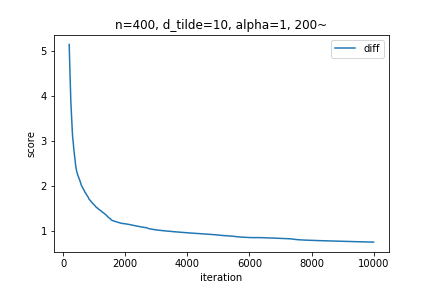 n=400, d_tilde=10, alpha=1, 200~
diff
5
4
3
2
1
score
0
2000
4000
6000
8000
10000
iteration